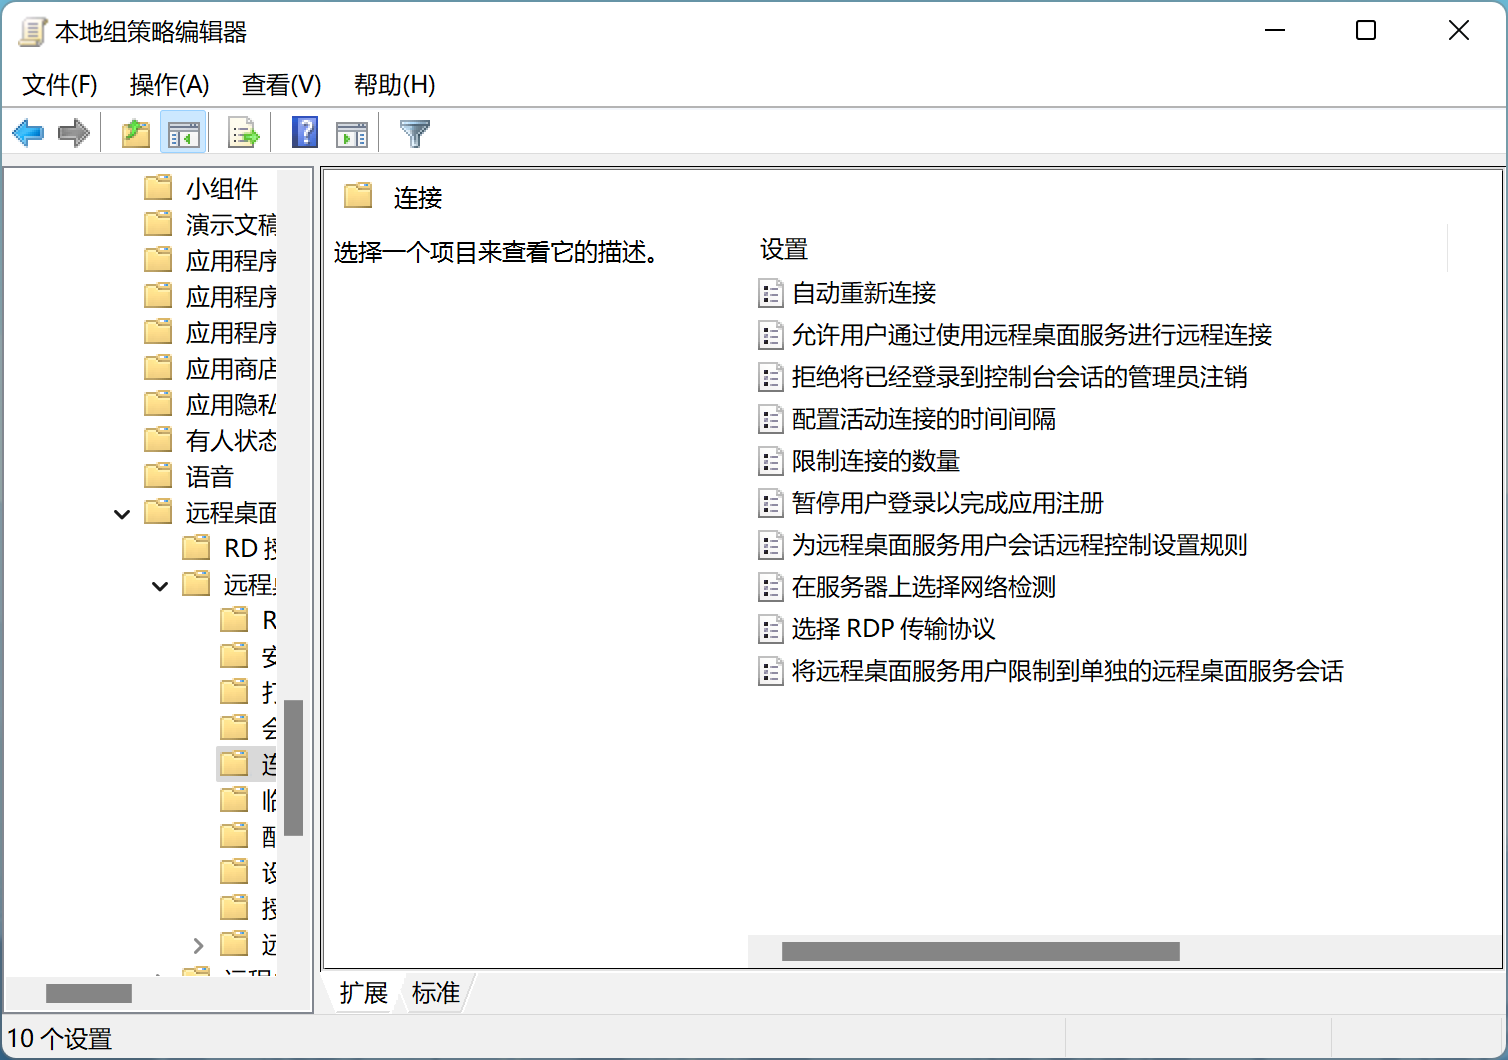 本地组策略编辑器
文件(F) 操作(A) 查看(V) 帮助(H)
小组件
演示文稿
应用程序
应用程序
应用程序
应用商店
应用隐私
有人状态
语音
远程桌面
RD 授
远程桌
R
安
打
会
连
临
配
设
授
远
远程
连接
选择一个项目来查看它的描述。
设置
自动重新连接
允许用户通过使用远程桌面服务进行远程连接
拒绝将已经登录到控制台会话的管理员注销
配置活动连接的时间间隔
限制连接的数量
暂停用户登录以完成应用注册
为远程桌面服务用户会话远程控制设置规则
在服务器上选择网络检测
选择 RDP 传输协议
将远程桌面服务用户限制到单独的远程桌面服务会话
扩展 标准
10 个设置